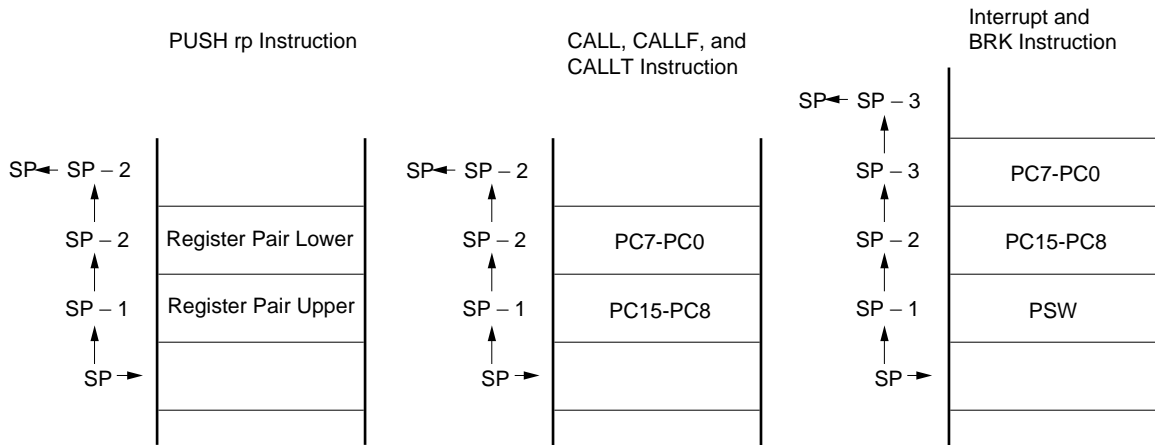 PUSH rp Instruction
SP SP – 2
SP – 2
Register Pair Lower
SP – 1
Register Pair Upper
SP
CALL, CALLF, and
CALLT Instruction
SP SP – 2
SP – 2
PC7-PC0
SP – 1
PC15-PC8
SP
Interrupt and
BRK Instruction
SP SP – 3
SP – 3
PC7-PC0
SP – 2
PC15-PC8
SP – 1
PSW
SP